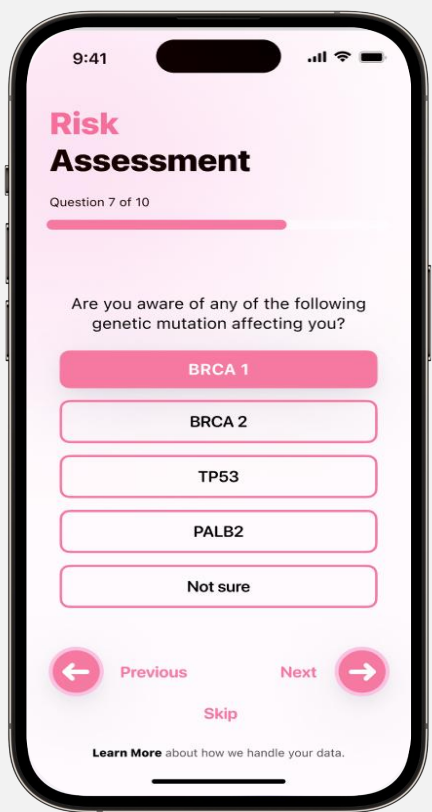 9:41
Risk
Assessment
Question 7 of 10
Are you aware of any of the following
genetic mutation affecting you?
BRCA 1
BRCA 2
TP53
PALB2
Not sure
Previous
Next
Skip
Learn More about how we handle your data.